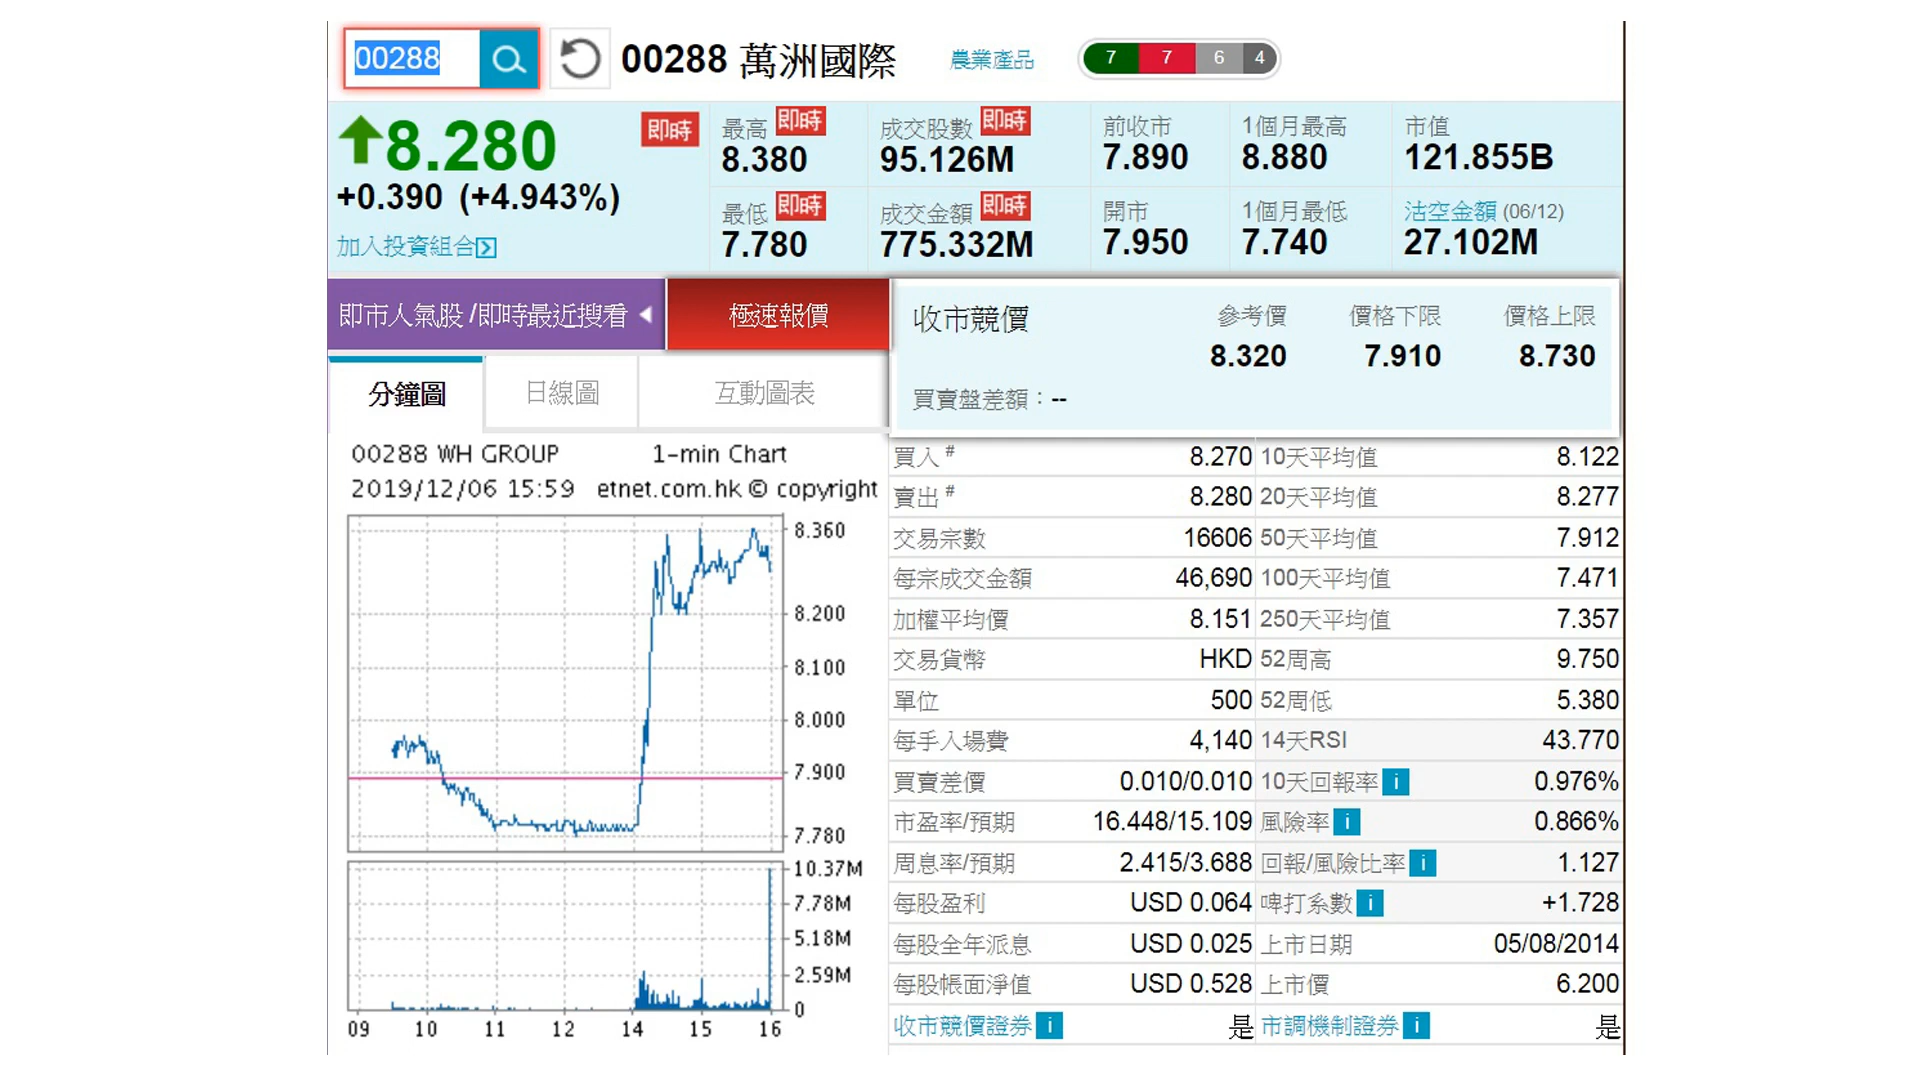 00288
00288 萬洲國際
農業產品
7 7 6 4
8.280
即時
+0.390 (+4.943%)
加入投資組合
最高 即時
8.380
最低 即時
7.780
成交股數 即時
95.126M
成交金額 即時
775.332M
前收市
7.890
開市
7.950
1個月最高
8.880
1個月最低
7.740
市值
121.855B
沽空金額 (06/12)
27.102M
即市人氣股 /即時最近搜看
極速報價
收市競價
參考價 價格下限 價格上限
8.320 7.910 8.730
買賣盤差額：--
分鐘圖 日線圖 互動圖表
00288 WH GROUP 1-min Chart
2019/12/06 15:59 etnet.com.hk © copyright
8.360
8.200
8.100
8.000
7.900
7.780
10.37M
7.78M
5.18M
2.59M
0
09 10 11 12 14 15 16
買入 # 8.270 10天平均值 8.122
賣出 # 8.280 20天平均值 8.277
交易宗數 16606 50天平均值 7.912
每宗成交金額 46,690 100天平均值 7.471
加權平均價 8.151 250天平均值 7.357
交易貨幣 HKD 52周高 9.750
單位 500 52周低 5.380
每手入場費 4,140 14天RSI 43.770
買賣差價 0.010/0.010 10天回報率 i 0.976%
市盈率/預期 16.448/15.109 風險率 i 0.866%
周息率/預期 2.415/3.688 回報/風險比率 i 1.127
每股盈利 USD 0.064 啤打系數 i +1.728
每股全年派息 USD 0.025 上市日期 05/08/2014
每股帳面淨值 USD 0.528 上市價 6.200
收市競價證券 i 是 市調機制證券 i 是